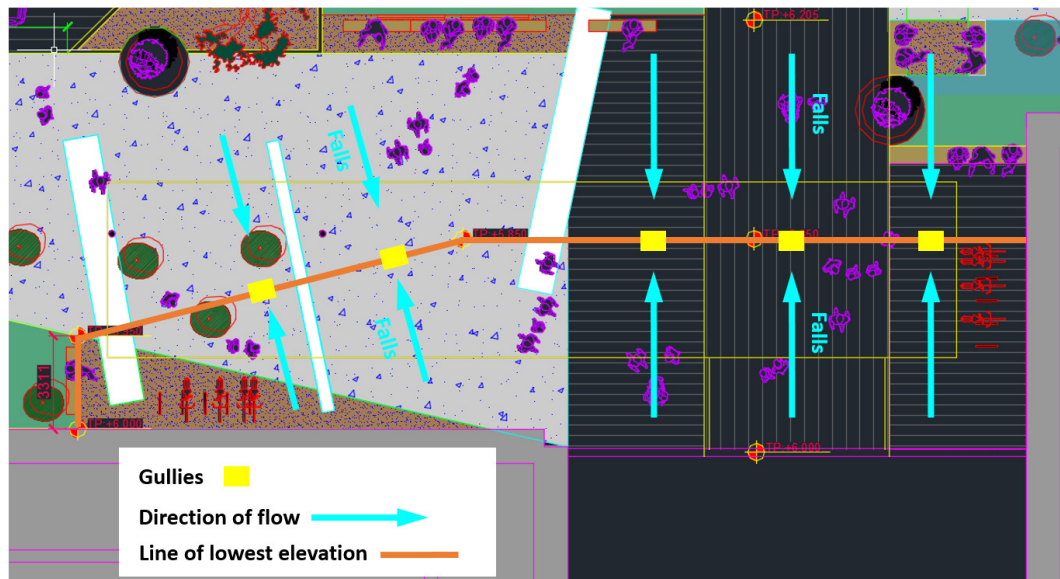 TP +6.205
Falls
Falls
Falls
Falls
3311
TP +6.000
TP +6.000
Gullies
Direction of flow
Line of lowest elevation